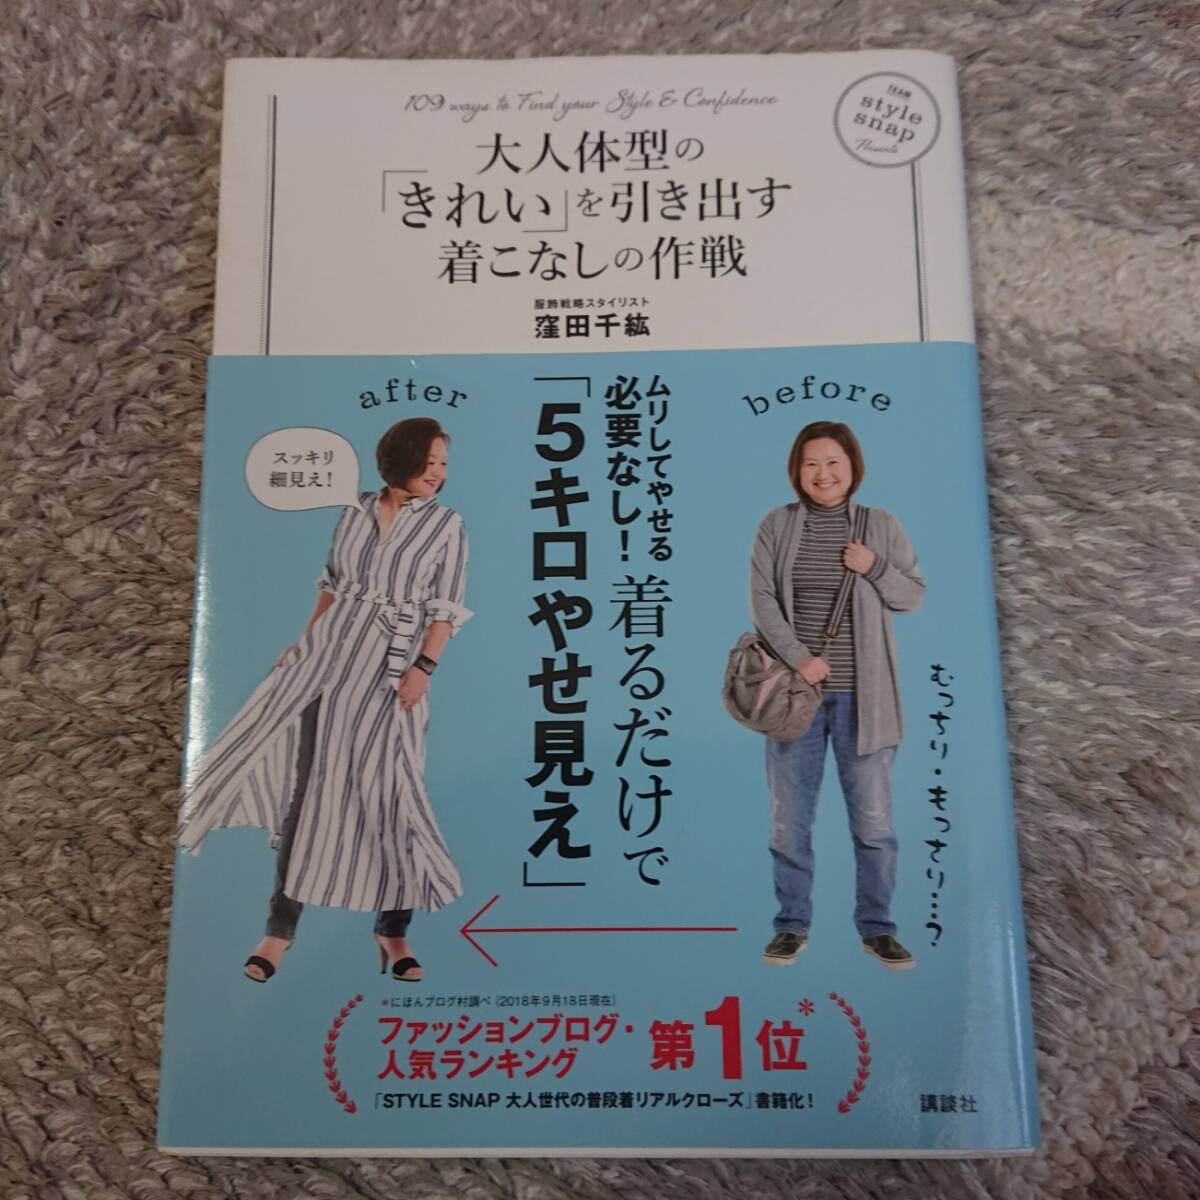 109 ways to Find your Style & Confidence
TEAM
style
snap
Presents
大人体型の
「きれい」を引き出す
着こなしの作戦
服飾戦略スタイリスト
窪田千紘
before
after
ムリしてやせる
必要なし！
着るだけで
「5キロやせ見え」
スッキリ
細見え！
むっちり・もっさり…？
＊にほんブログ村調べ（2018年9月18日現在）
ファッションブログ・
人気ランキング
第1位＊
「STYLE SNAP 大人世代の普段着リアルクローズ」書籍化！
講談社